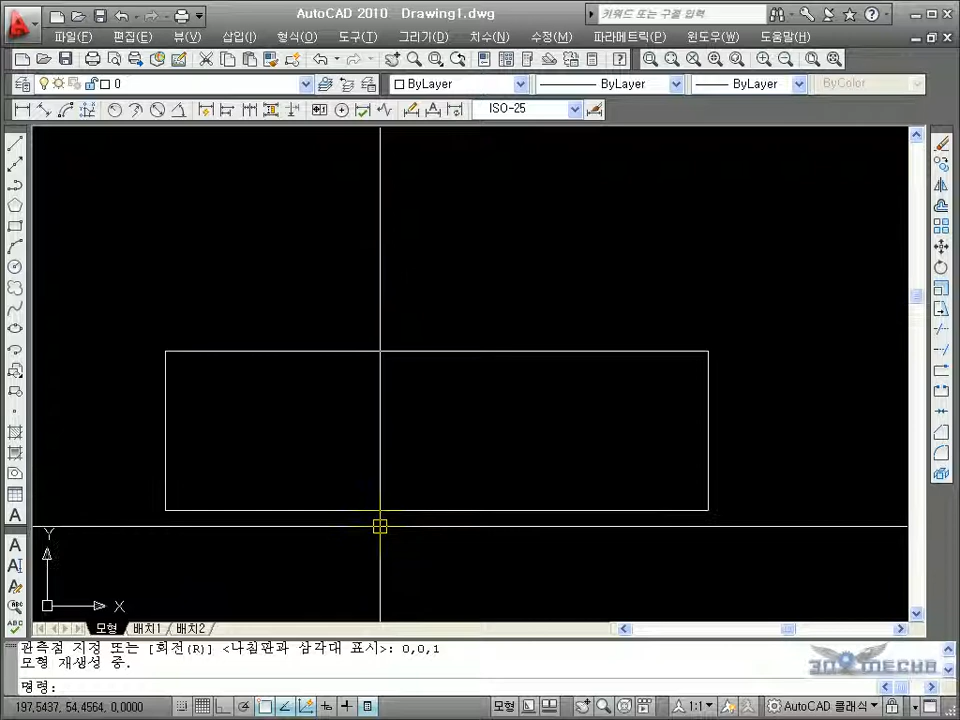 AutoCAD 2010 Drawing1.dwg
키워드 또는 구절 입력
파일(F) 편집(E) 뷰(V) 삽입(I) 형식(O) 도구(T) 그리기(D) 치수(N) 수정(M) 파라메트릭(P) 윈도우(W) 도움말(H)
0 ByLayer ByLayer ByLayer ByColor
ISO-25
Y
X
모형 배치1 배치2
관측점 지정 또는 [회전(R)] <나침판과 삼각대 표시>: 0,0,1
모형 재생성 중.
명령:
3D MECHA
197,5437, 54,4564, 0,0000 모형 1:1 AutoCAD 클래식